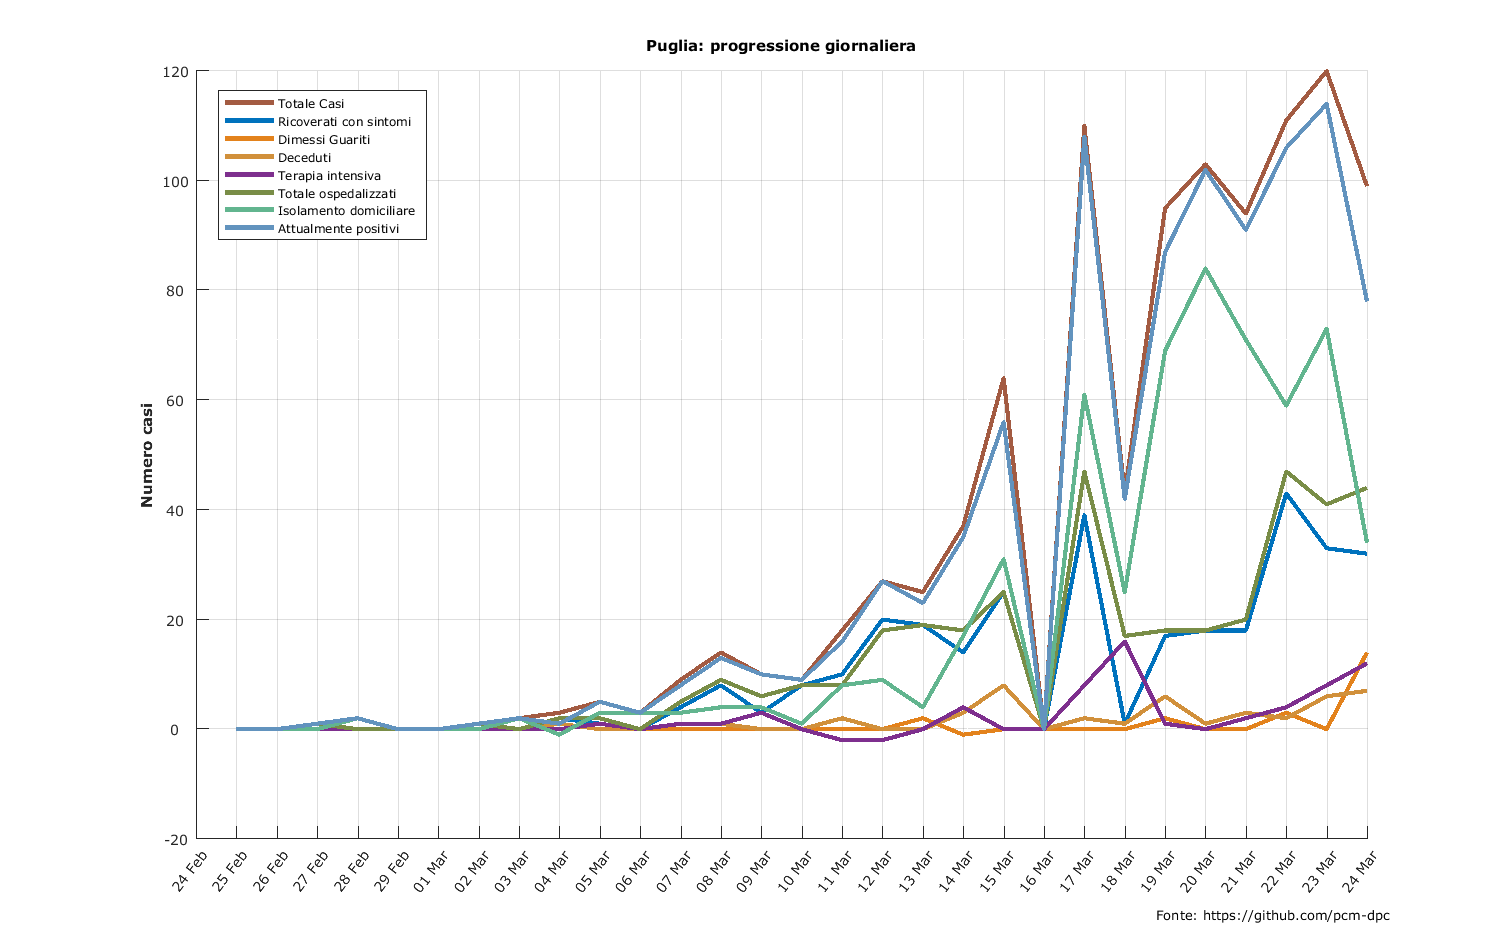 Puglia: progressione giornaliera
120
100
80
60
40
20
0
-20
Numero casi
Totale Casi
Ricoverati con sintomi
Dimessi Guariti
Deceduti
Terapia intensiva
Totale ospedalizzati
Isolamento domiciliare
Attualmente positivi
24 Feb
25 Feb
26 Feb
27 Feb
28 Feb
29 Feb
01 Mar
02 Mar
03 Mar
04 Mar
05 Mar
06 Mar
07 Mar
08 Mar
09 Mar
10 Mar
11 Mar
12 Mar
13 Mar
14 Mar
15 Mar
16 Mar
17 Mar
18 Mar
19 Mar
20 Mar
21 Mar
22 Mar
23 Mar
24 Mar
Fonte: https://github.com/pcm-dpc